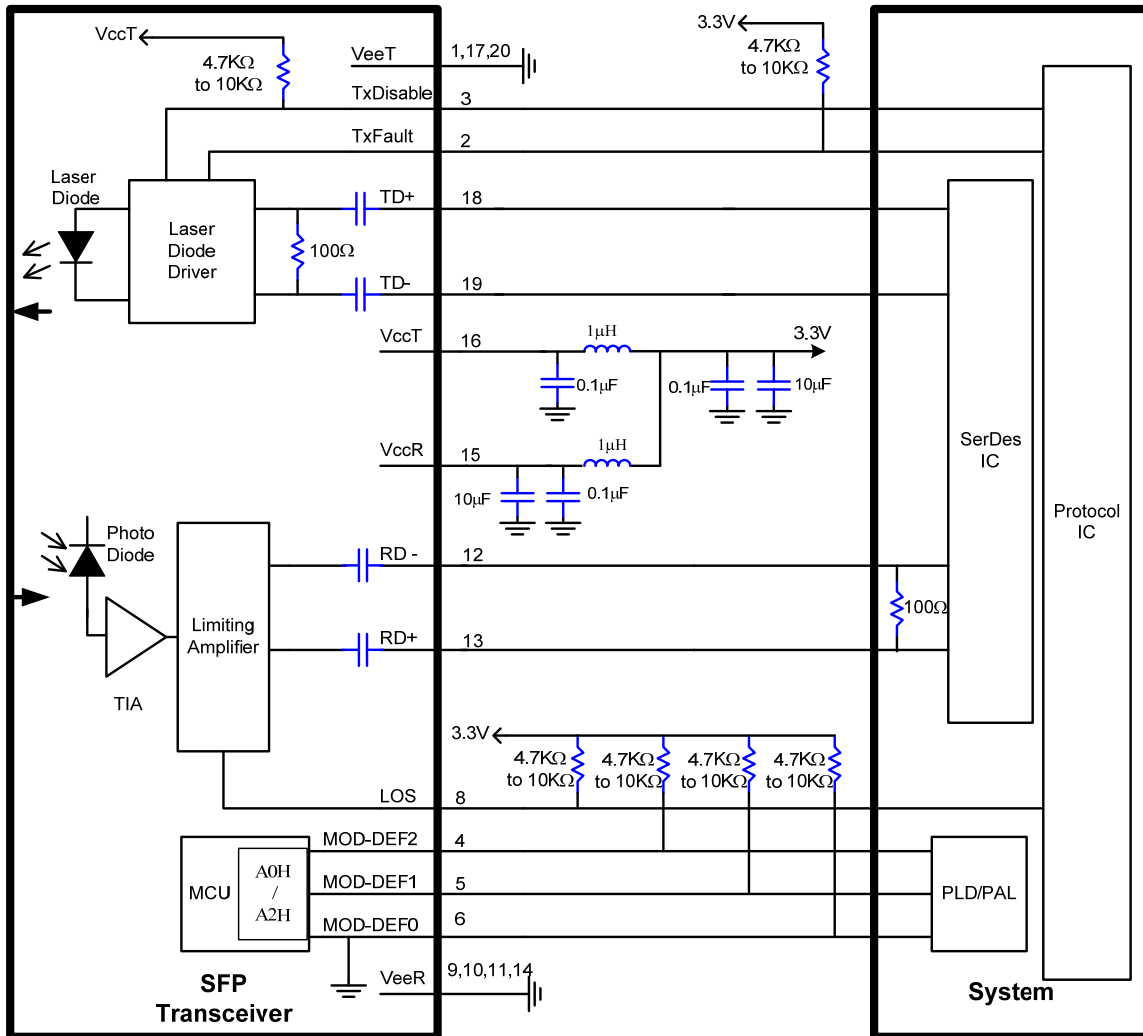 VccT
4.7KΩ
to 10KΩ
VeeT
1,17,20
3.3V
4.7KΩ
to 10KΩ
TxDisable
3
TxFault
2
Laser
Diode
Laser
Diode
Driver
100Ω
TD+
18
TD-
19
VccT
16
1μH
3.3V
0.1μF
0.1μF
10μF
VccR
15
1μH
10μF
0.1μF
SerDes
IC
Protocol
IC
Photo
Diode
TIA
Limiting
Amplifier
RD -
12
RD+
13
100Ω
3.3V
4.7KΩ
to 10KΩ
4.7KΩ
to 10KΩ
4.7KΩ
to 10KΩ
4.7KΩ
to 10KΩ
LOS
8
MCU
A0H
/
A2H
MOD-DEF2
4
MOD-DEF1
5
MOD-DEF0
6
PLD/PAL
VeeR
9,10,11,14
SFP
Transceiver
System